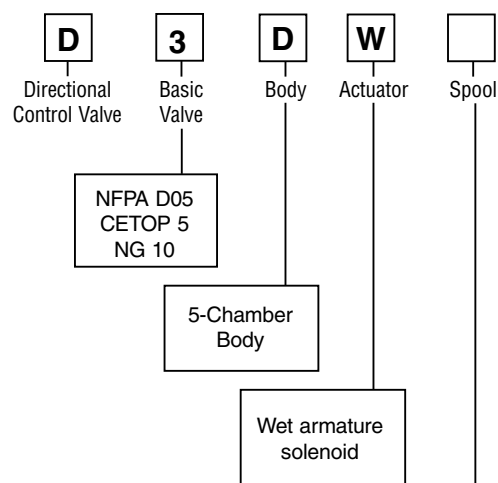 D 3 D W
Directional Basic Body Actuator Spool
Control Valve Valve
NFPA D05
CETOP 5
NG 10
5-Chamber
Body
Wet armature
solenoid